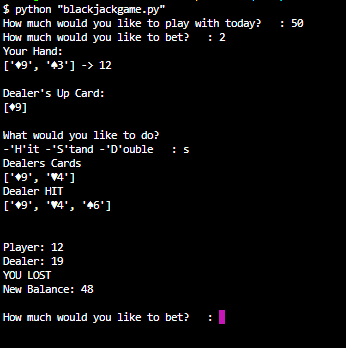 $ python "blackjackgame.py"
How much would you like to play with today?   : 50
How much would you like to bet?   : 2
Your Hand:
['♦9', '♠3'] -> 12
Dealer's Up Card:
[♦9]
What would you like to do?
-'H'it -'S'tand -'D'ouble   : s
Dealers Cards
['♦9', '♥4']
Dealer HIT
['♦9', '♥4', '♠6']
Player: 12
Dealer: 19
YOU LOST
New Balance: 48
How much would you like to bet?   :